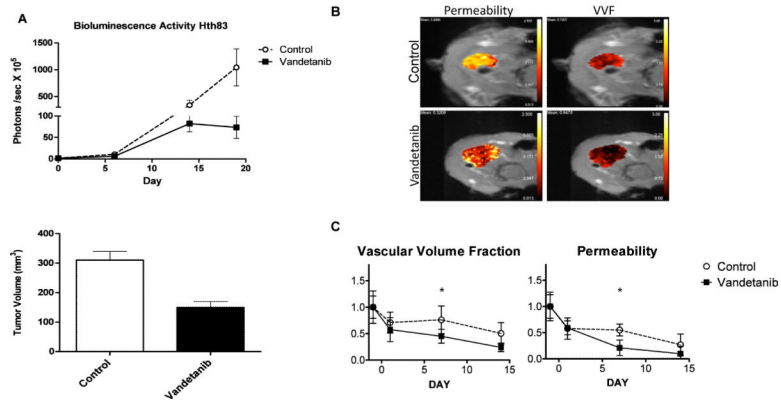 A
Bioluminescence Activity Hth83
Photons /sec X 10⁵
1500
1000
500
100
50
0
0
5
10
15
20
Day
Control
Vandetanib
Tumor Volume (mm³)
400
300
200
100
0
Control
Vandetanib
B
Permeability
VVF
Control
Vandetanib
C
Vascular Volume Fraction
1.5
1.0
0.5
0.0
*
0
5
10
15
DAY
Permeability
1.5
1.0
0.5
0.0
*
0
5
10
15
DAY
Control
Vandetanib